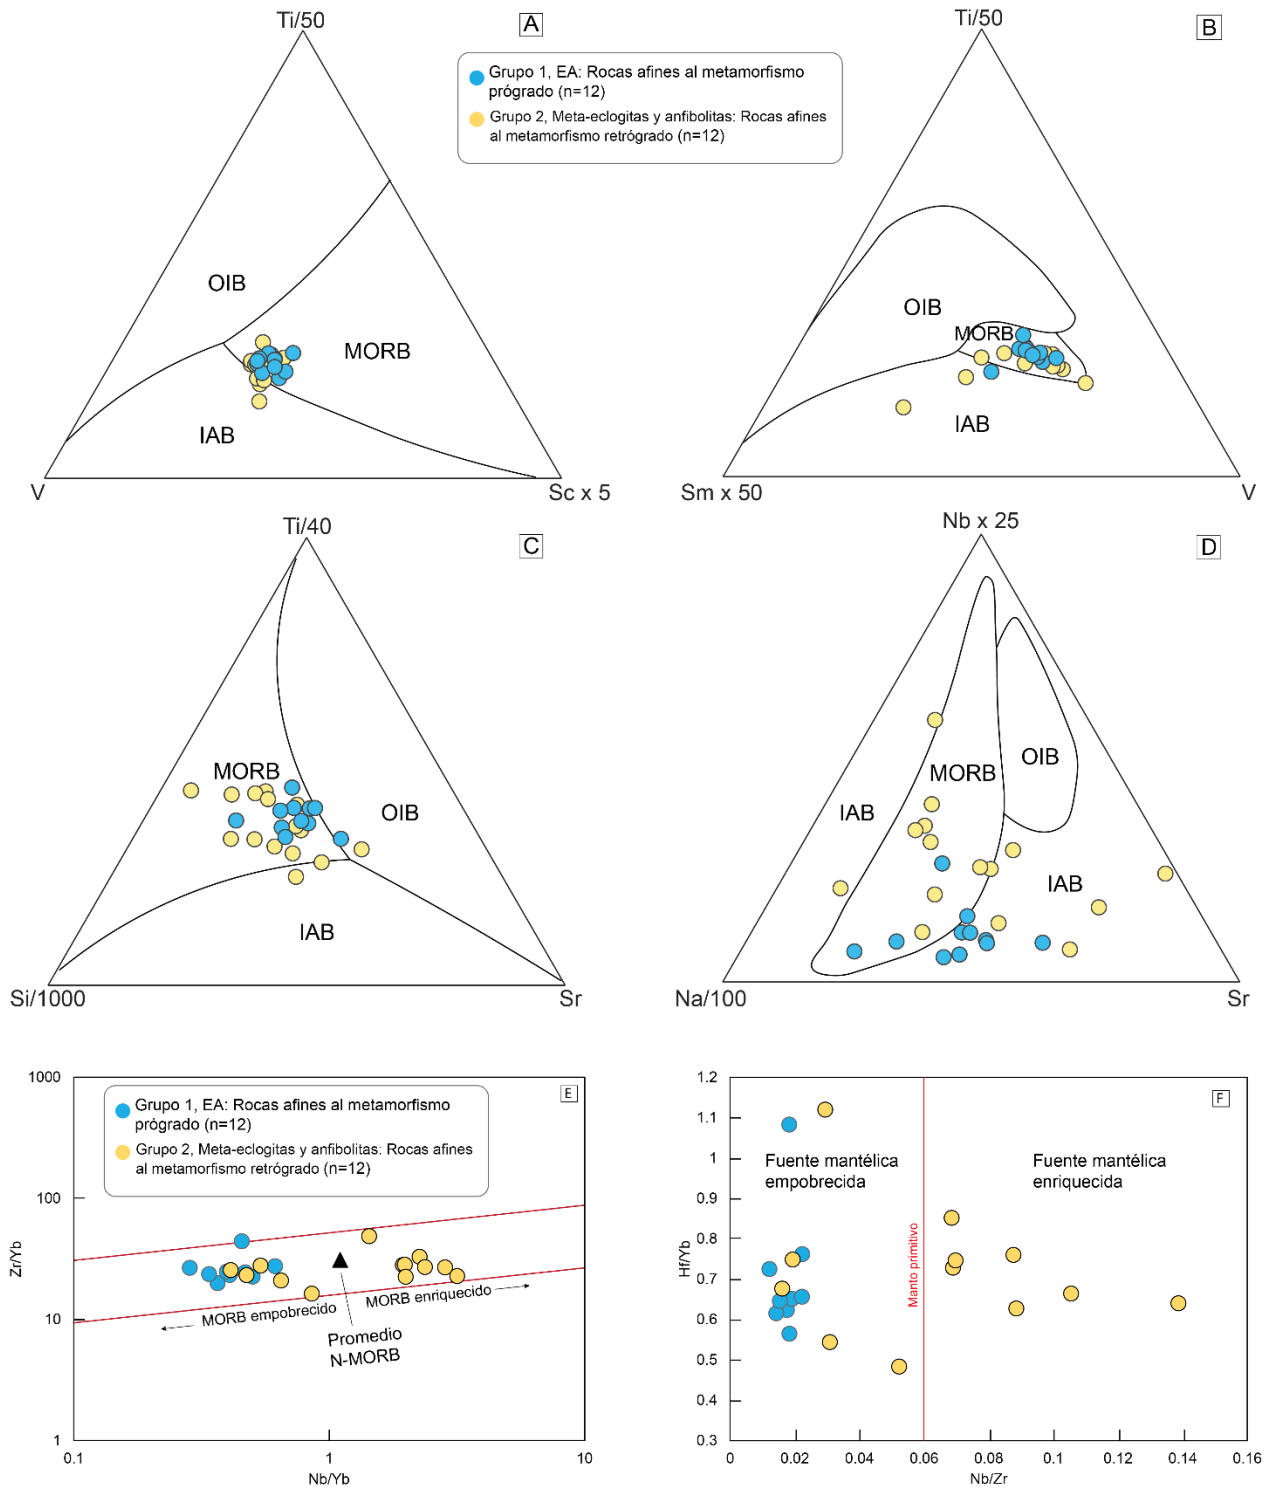 Ti/50
A
OIB
MORB
IAB
V
Sc x 5
Grupo 1, EA: Rocas afines al metamorfismo
prógrado (n=12)
Grupo 2, Meta-eclogitas y anfibolitas: Rocas afines
al metamorfismo retrógrado (n=12)
Ti/50
B
OIB
MORB
IAB
Sm x 50
V
Ti/40
C
MORB
OIB
IAB
Si/1000
Sr
Nb x 25
D
OIB
MORB
IAB
IAB
Na/100
Sr
1000
100
10
1
Zr/Yb
E
Grupo 1, EA: Rocas afines al metamorfismo
prógrado (n=12)
Grupo 2, Meta-eclogitas y anfibolitas: Rocas afines
al metamorfismo retrógrado (n=12)
MORB empobrecido
MORB enriquecido
Promedio
N-MORB
0.1
1
10
Nb/Yb
1.2
1.1
1
0.9
0.8
0.7
0.6
0.5
0.4
0.3
Hf/Yb
F
Fuente mantélica
empobrecida
Fuente mantélica
enriquecida
Manto primitivo
0
0.02
0.04
0.06
0.08
0.10
0.12
0.14
0.16
Nb/Zr